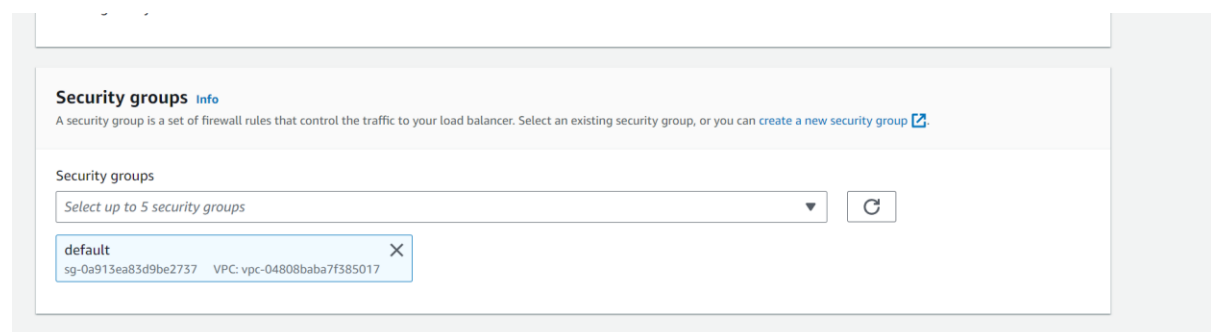 Security groups Info
A security group is a set of firewall rules that control the traffic to your load balancer. Select an existing security group, or you can create a new security group.
Security groups
Select up to 5 security groups
default
sg-0a913ea83d9be2737 VPC: vpc-04808baba7f385017